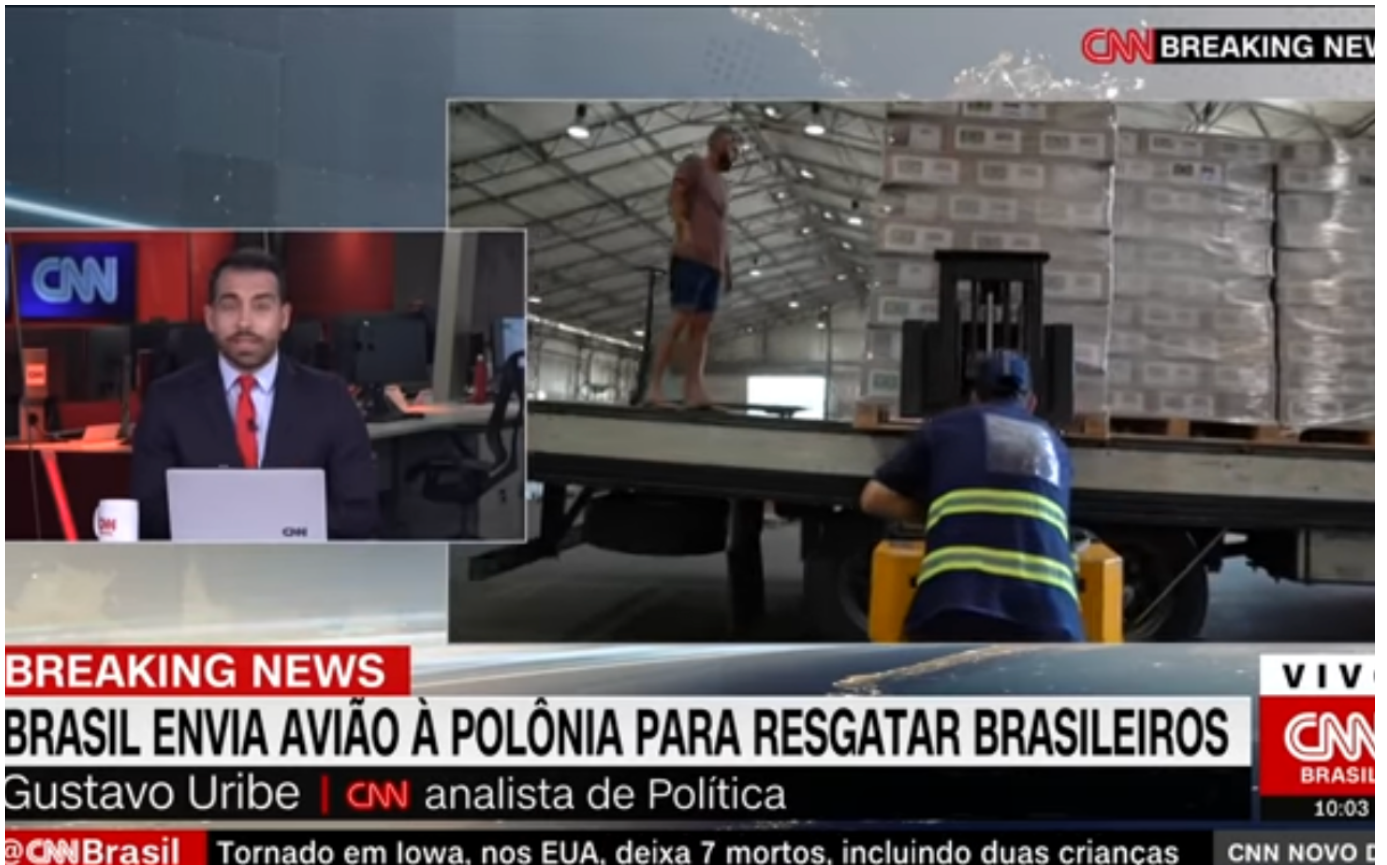 CNN BREAKING NEW
CNN
CNN
CNN
BREAKING NEWS
BRASIL ENVIA AVIÃO À POLÔNIA PARA RESGATAR BRASILEIROS
Gustavo Uribe | CNN analista de Política
VIVO
CNN
BRASIL
10:03
@CNNBrasil Tornado em Iowa, nos EUA, deixa 7 mortos, incluindo duas crianças CNN NOVO D